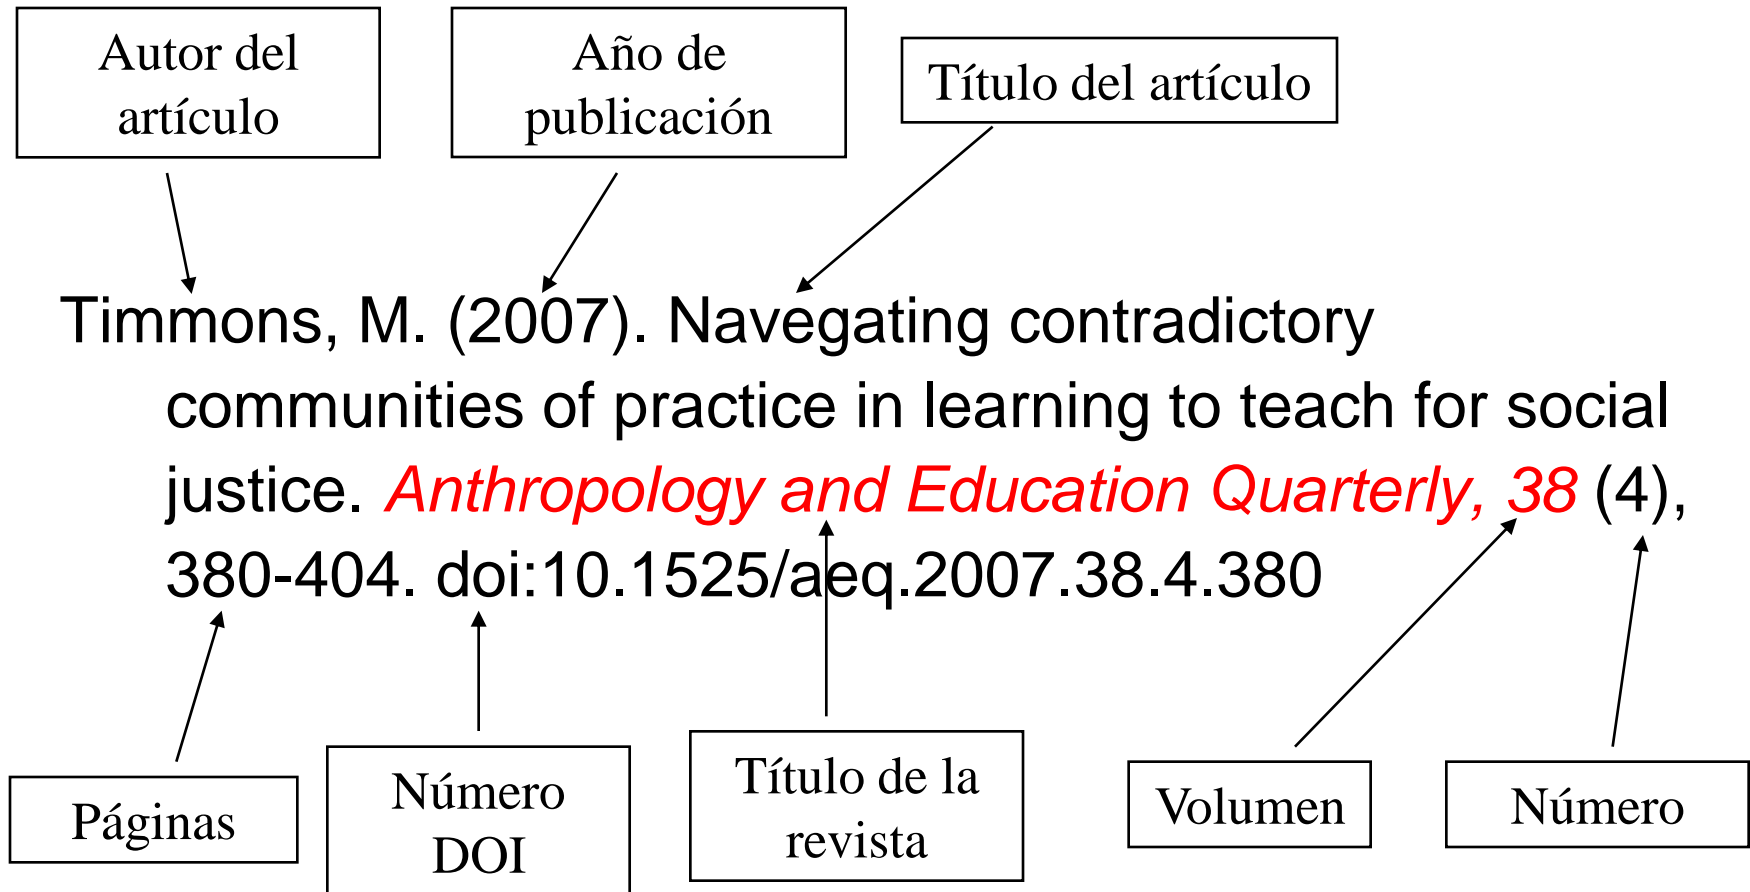 Autor del
artículo
Año de
publicación
Título del artículo
Timmons, M. (2007). Navegating contradictory
communities of practice in learning to teach for social
justice. Anthropology and Education Quarterly, 38 (4),
380-404. doi:10.1525/aeq.2007.38.4.380
Páginas
Número
DOI
Título de la
revista
Volumen
Número